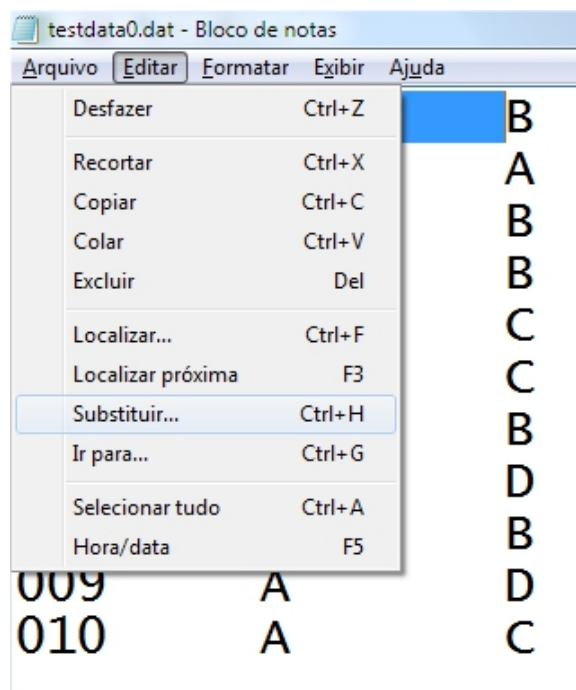 testdata0.dat - Bloco de notas
Arquivo Editar Formatar Exibir Ajuda
Desfazer Ctrl+Z
B
Recortar Ctrl+X
A
Copiar Ctrl+C
B
Colar Ctrl+V
Excluir Del
B
Localizar... Ctrl+F
C
Localizar próxima F3
C
Substituir... Ctrl+H
B
Ir para... Ctrl+G
D
Selecionar tudo Ctrl+A
B
Hora/data F5
009 A D
010 A C